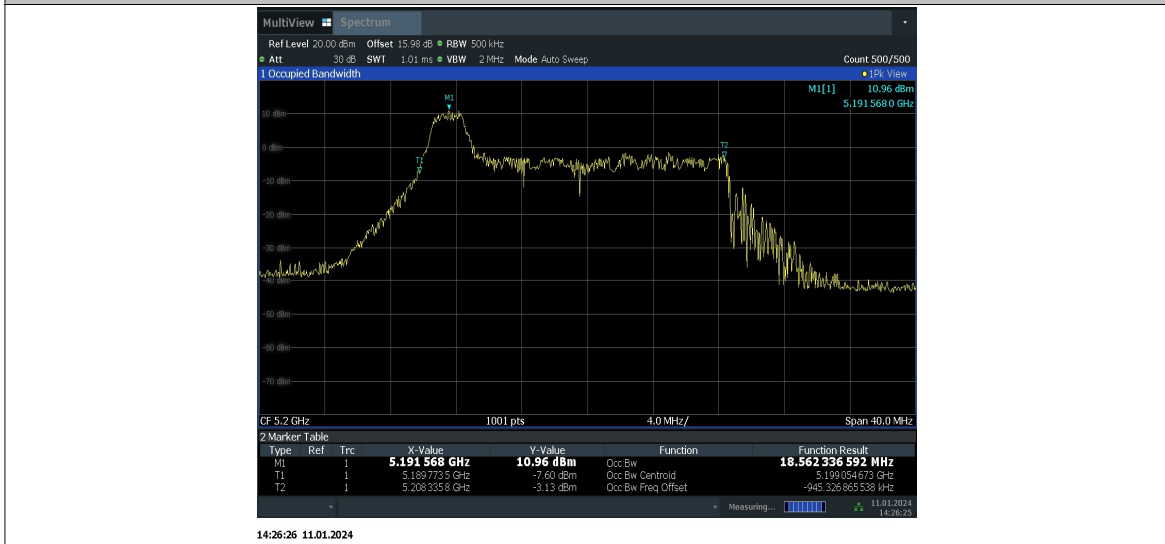 MultiView Spectrum
Ref Level 20.00 dBm Offset 15.98 dB RBW 500 kHz
Att 30 dB SWT 1.01 ms VBW 2 MHz Mode Auto Sweep Count 500/500
1 Occupied Bandwidth 1Pk View
M1[1] 10.96 dBm
5.191 568 0 GHz
M1
10 dBm
0 dBm
T2
T1
-10 dBm
-20 dBm
-30 dBm
-40 dBm
-50 dBm
-60 dBm
-70 dBm
CF 5.2 GHz 1001 pts 4.0 MHz/ Span 40.0 MHz
2 Marker Table
Type Ref Trc X-Value Y-Value Function Function Result
M1 1 5.191 568 GHz 10.96 dBm Occ Bw 18.562 336 592 MHz
T1 1 5.189 773 5 GHz -7.60 dBm Occ Bw Centroid 5.199 054 673 GHz
T2 1 5.208 335 8 GHz -3.13 dBm Occ Bw Freq Offset -945.326 865 538 kHz
Measuring... 11.01.2024
14:26:25
14:26:26 11.01.2024